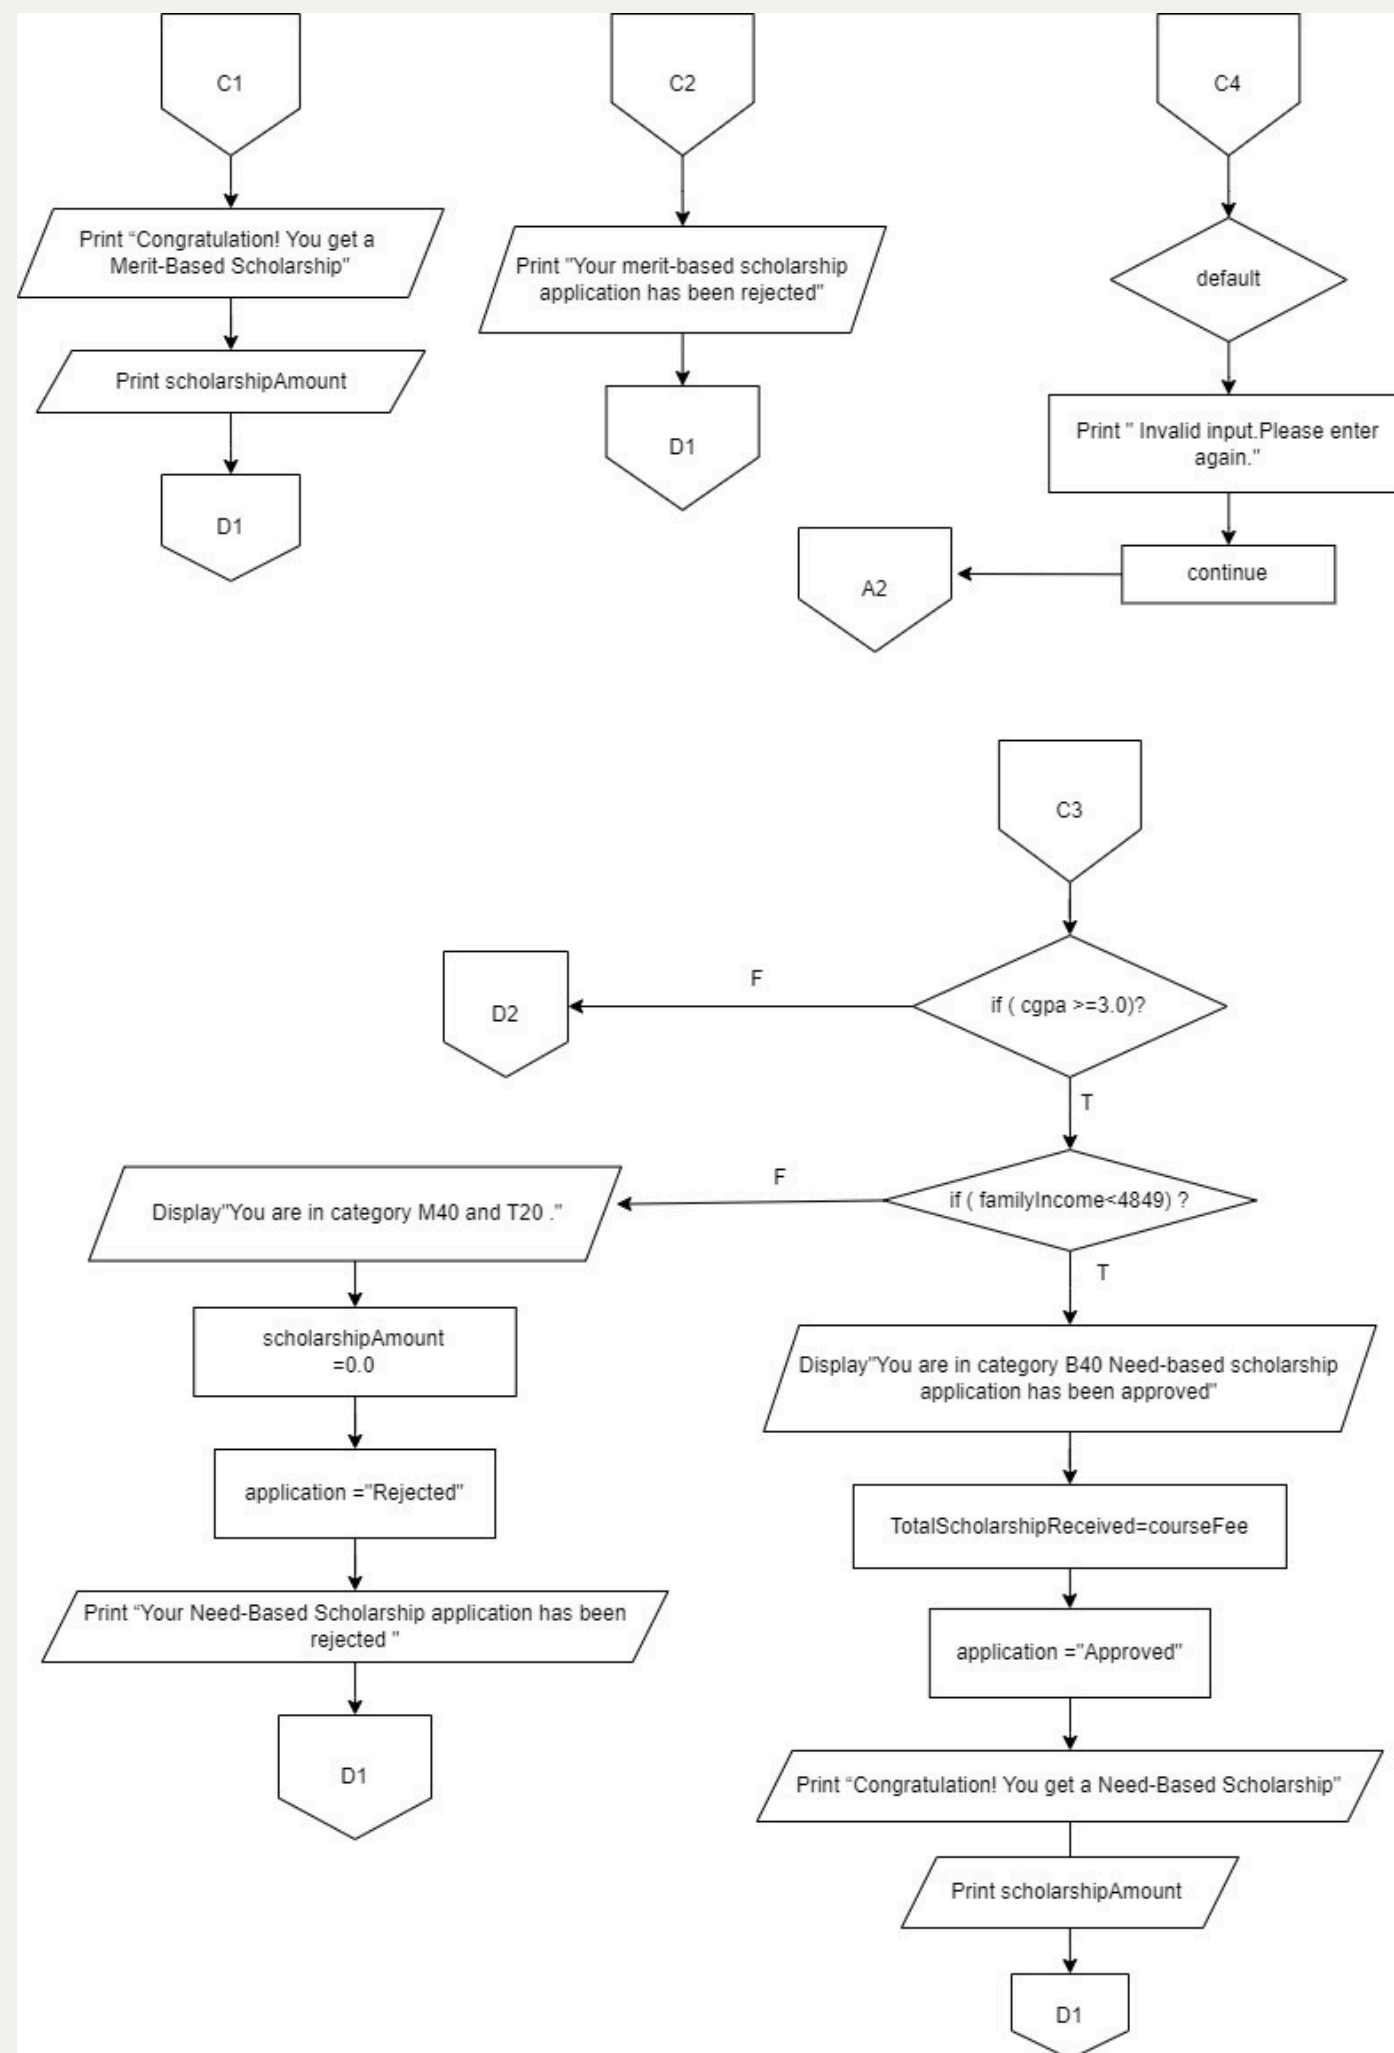 C1
Print “Congratulation! You get a
Merit-Based Scholarship"
Print scholarshipAmount
D1
C2
Print "Your merit-based scholarship
application has been rejected"
D1
C4
default
Print " Invalid input.Please enter
again."
continue
A2
C3
if ( cgpa >=3.0)?
F
D2
T
if ( familyIncome<4849) ?
F
Display"You are in category M40 and T20 ."
scholarshipAmount
=0.0
application ="Rejected"
Print “Your Need-Based Scholarship application has been
rejected "
D1
T
Display"You are in category B40 Need-based scholarship
application has been approved"
TotalScholarshipReceived=courseFee
application ="Approved"
Print “Congratulation! You get a Need-Based Scholarship"
Print scholarshipAmount
D1